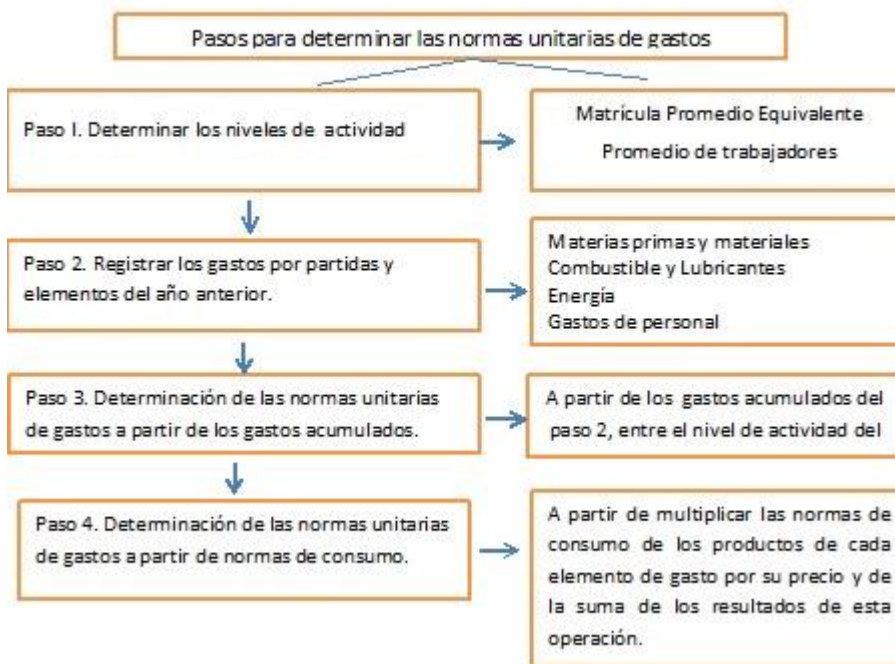 Pasos para determinar las normas unitarias de gastos
Paso I. Determinar los niveles de actividad
Matrícula Promedio Equivalente
Promedio de trabajadores
Paso 2. Registrar los gastos por partidas y
elementos del año anterior.
Materias primas y materiales
Combustible y Lubricantes
Energía
Gastos de personal
Paso 3. Determinación de las normas unitarias
de gastos a partir de los gastos acumulados.
A partir de los gastos acumulados del
paso 2, entre el nivel de actividad del
Paso 4. Determinación de las normas unitarias
de gastos a partir de normas de consumo.
A partir de multiplicar las normas de
consumo de los productos de cada
elemento de gasto por su precio y de
la suma de los resultados de esta
operación.